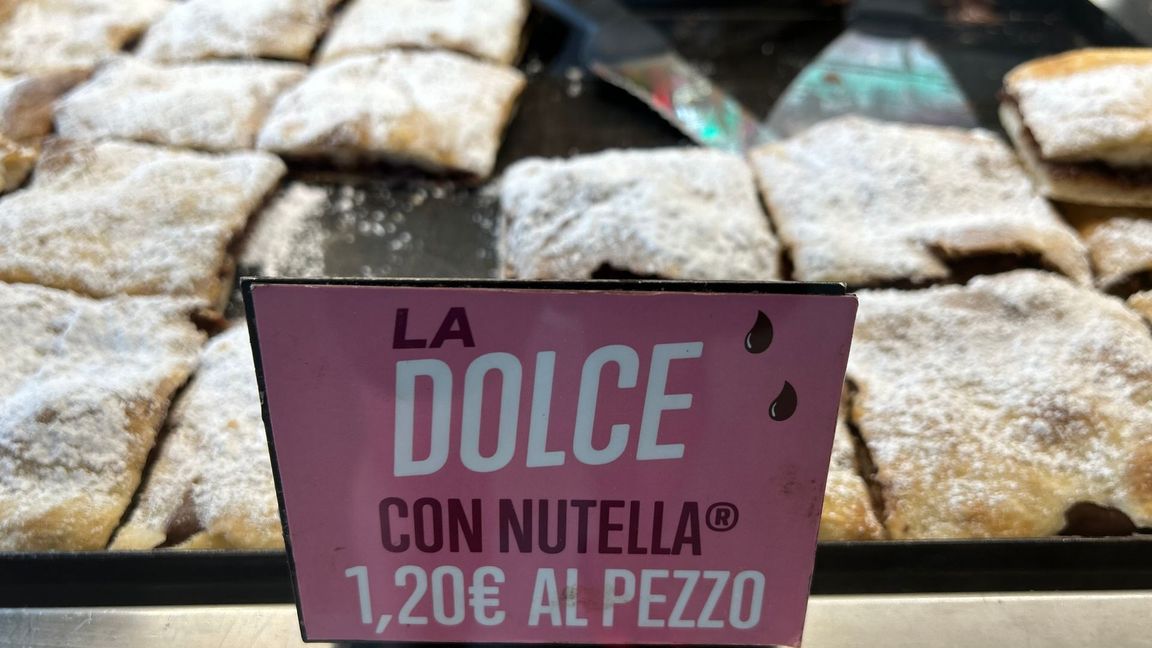 LA
DOLCE
CON NUTELLA®
1,20€ AL PEZZO